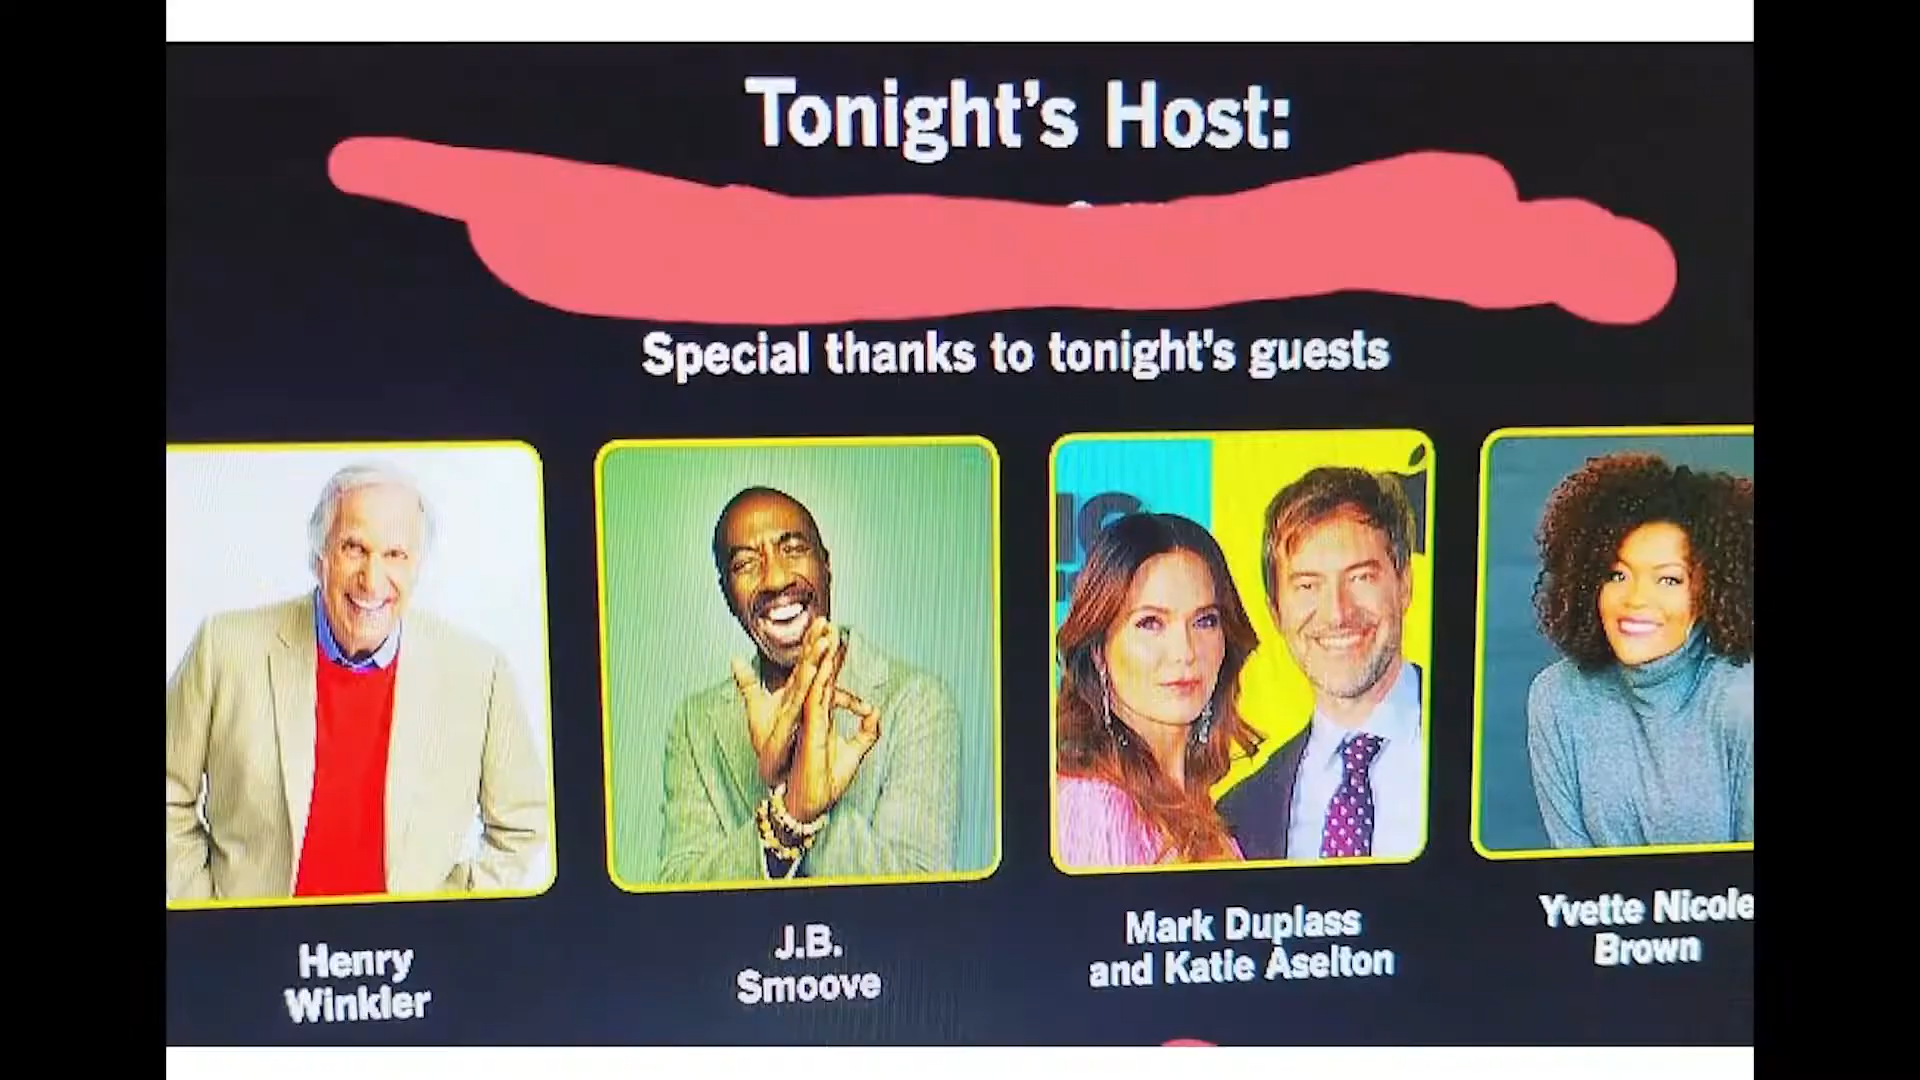 Tonight's Host:
Special thanks to tonight's guests
Henry
Winkler
J.B.
Smoove
Mark Duplass
and Katie Aselton
Yvette Nicole
Brown